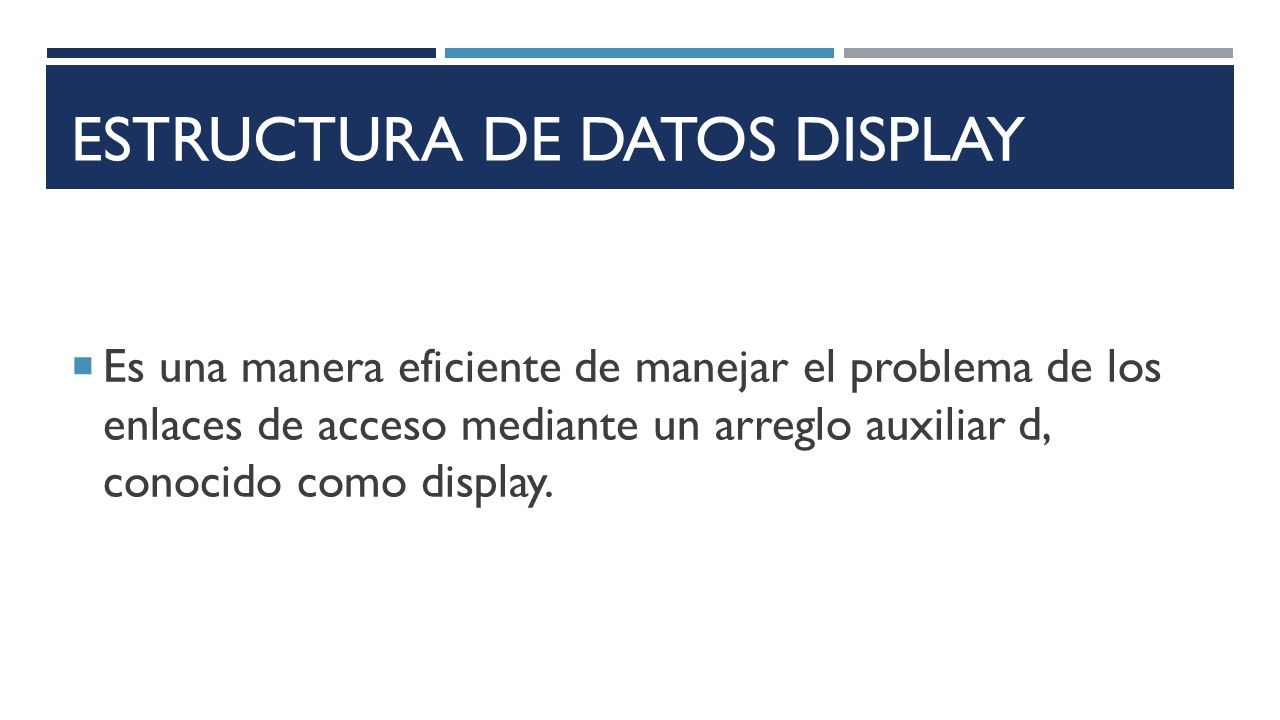 ESTRUCTURA DE DATOS DISPLAY
Es una manera eficiente de manejar el problema de los
enlaces de acceso mediante un arreglo auxiliar d,
conocido como display.